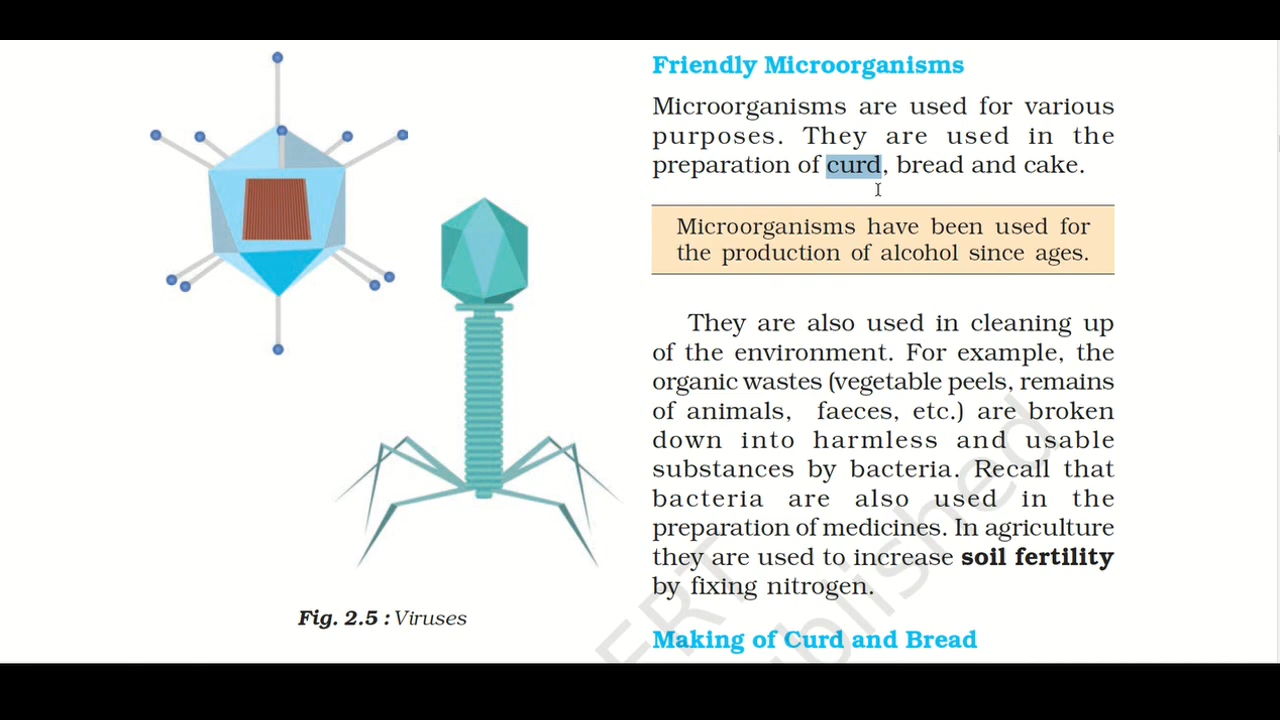 Friendly Microorganisms
Microorganisms are used for various
purposes. They are used in the
preparation of curd, bread and cake.
Microorganisms have been used for
the production of alcohol since ages.
They are also used in cleaning up
of the environment. For example, the
organic wastes (vegetable peels, remains
of animals, faeces, etc.) are broken
down into harmless and usable
substances by bacteria. Recall that
bacteria are also used in the
preparation of medicines. In agriculture
they are used to increase soil fertility
by fixing nitrogen.
Fig. 2.5 : Viruses
Making of Curd and Bread